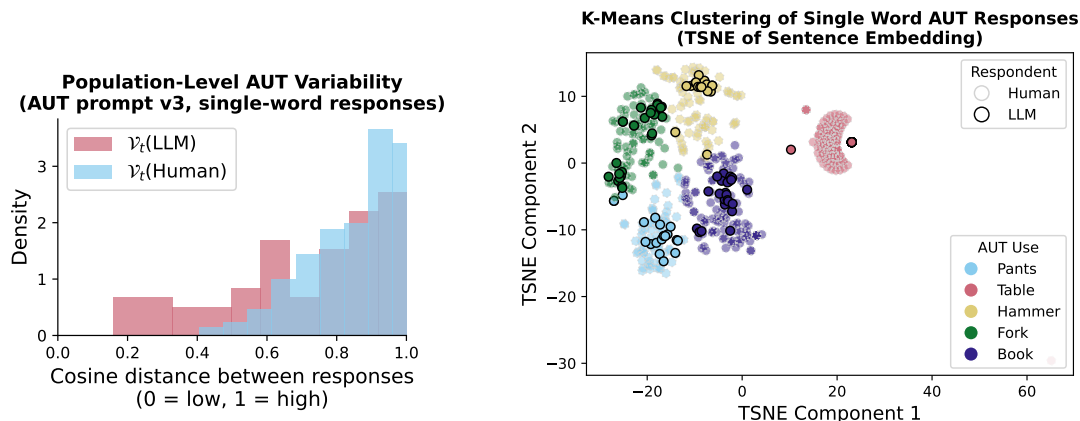 Population-Level AUT Variability
(AUT prompt v3, single-word responses)
𝒱t(LLM)
𝒱t(Human)
Density
3
2
1
0
0.0 0.2 0.4 0.6 0.8 1.0
Cosine distance between responses
(0 = low, 1 = high)
K-Means Clustering of Single Word AUT Responses
(TSNE of Sentence Embedding)
Respondent
Human
LLM
TSNE Component 2
10
0
−10
−20
−30
AUT Use
Pants
Table
Hammer
Fork
Book
−20 0 20 40 60
TSNE Component 1